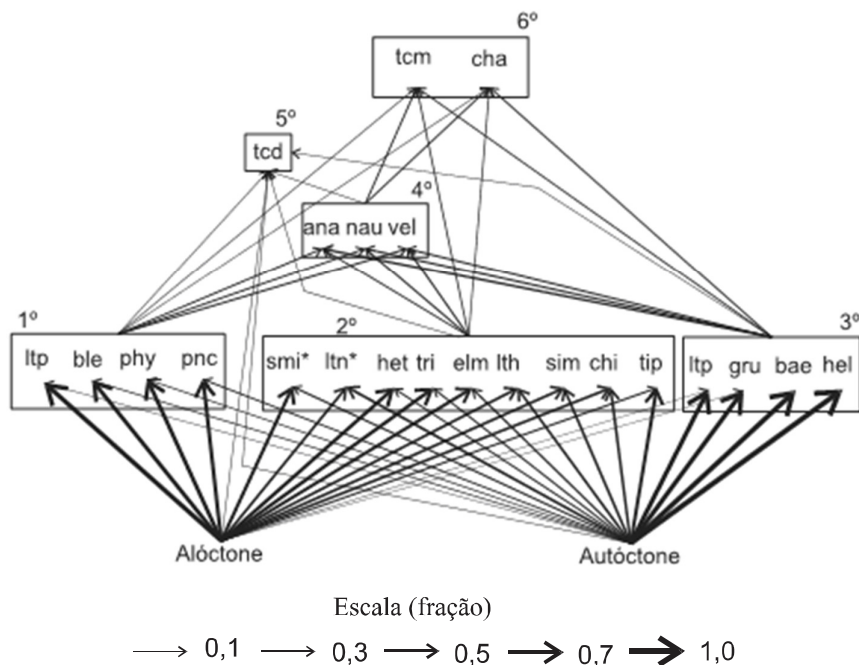 6º
tcm cha
5º
tcd
4º
ana nau vel
1º 2º 3º
ltp ble phy pnc smi* ltn* het tri elm lth sim chi tip ltp gru bae hel
Alóctone Autóctone
Escala (fração)
0,1 0,3 0,5 0,7 1,0